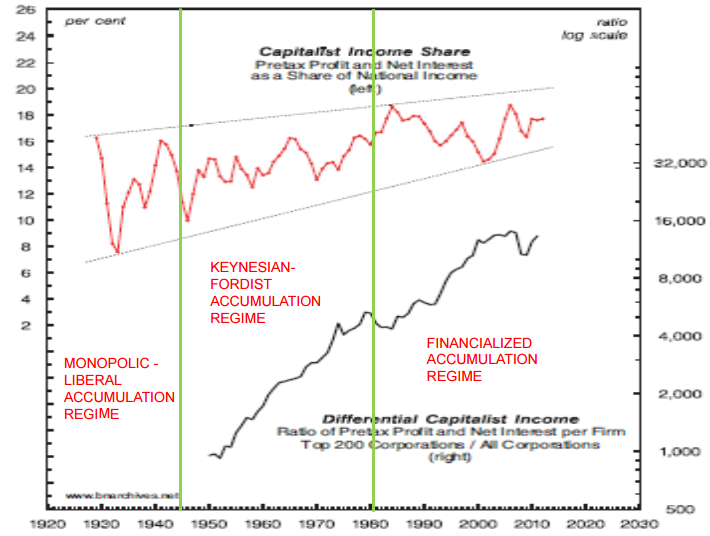 per cent
ratio
log scale
Capitalist Income Share
Pretax Profit and Net Interest
as a Share of National Income
(left)
26
24
22
20
18
16
14
12
10
8
6
4
2
32,000
16,000
8,000
4,000
2,000
1,000
500
KEYNESIAN-
FORDIST
ACCUMULATION
REGIME
MONOPOLIC -
LIBERAL
ACCUMULATION
REGIME
FINANCIALIZED
ACCUMULATION
REGIME
Differential Capitalist Income
Ratio of Pretax Profit and Net Interest per Firm
Top 200 Corporations / All Corporations
(right)
www.bnarchives.net
1920 1930 1940 1950 1960 1970 1980 1990 2000 2010 2020 2030